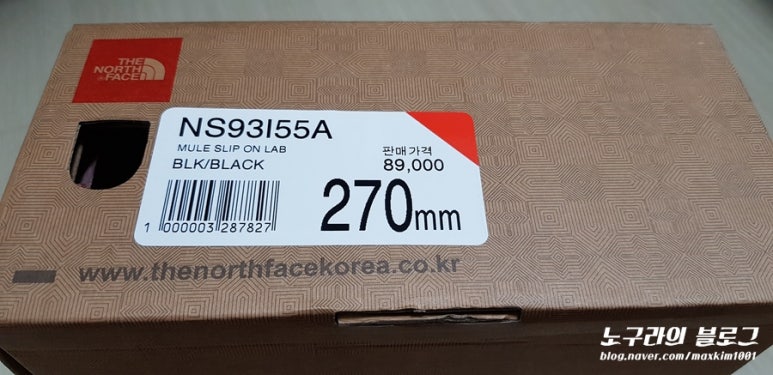 THE
NORTH
FACE
NS93I55A
MULE SLIP ON LAB
BLK/BLACK
판매가격
89,000
270mm
1 000003 287827
www.thenorthfacekorea.co.kr
노구라의 블로그
blog.naver.com/maxkim1001